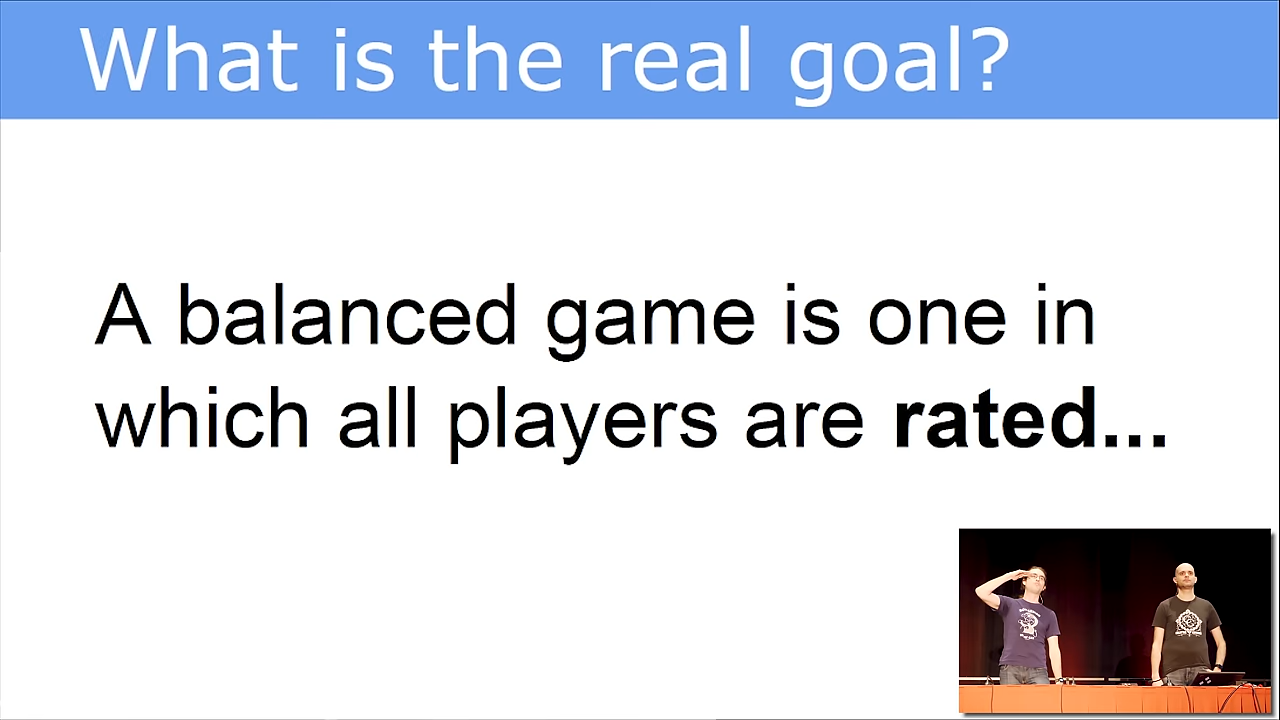 What is the real goal?
A balanced game is one in
which all players are rated...